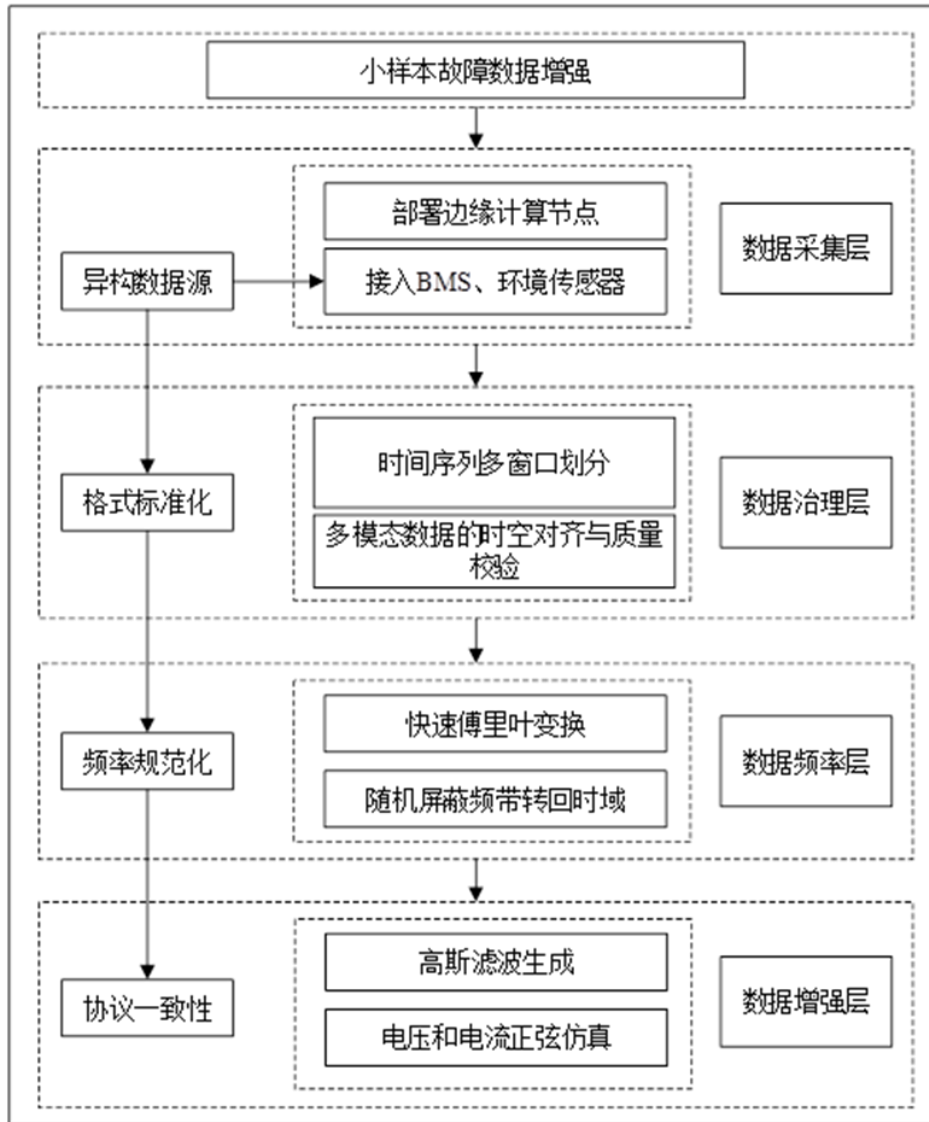 小样本故障数据增强
部署边缘计算节点
数据采集层
异构数据源
接入BMS、环境传感器
时间序列多窗口划分
格式标准化
数据治理层
多模态数据的时空对齐与质量
校验
快速傅里叶变换
频率规范化
数据频率层
随机屏蔽频带转回时域
高斯滤波生成
协议一致性
数据增强层
电压和电流正弦仿真